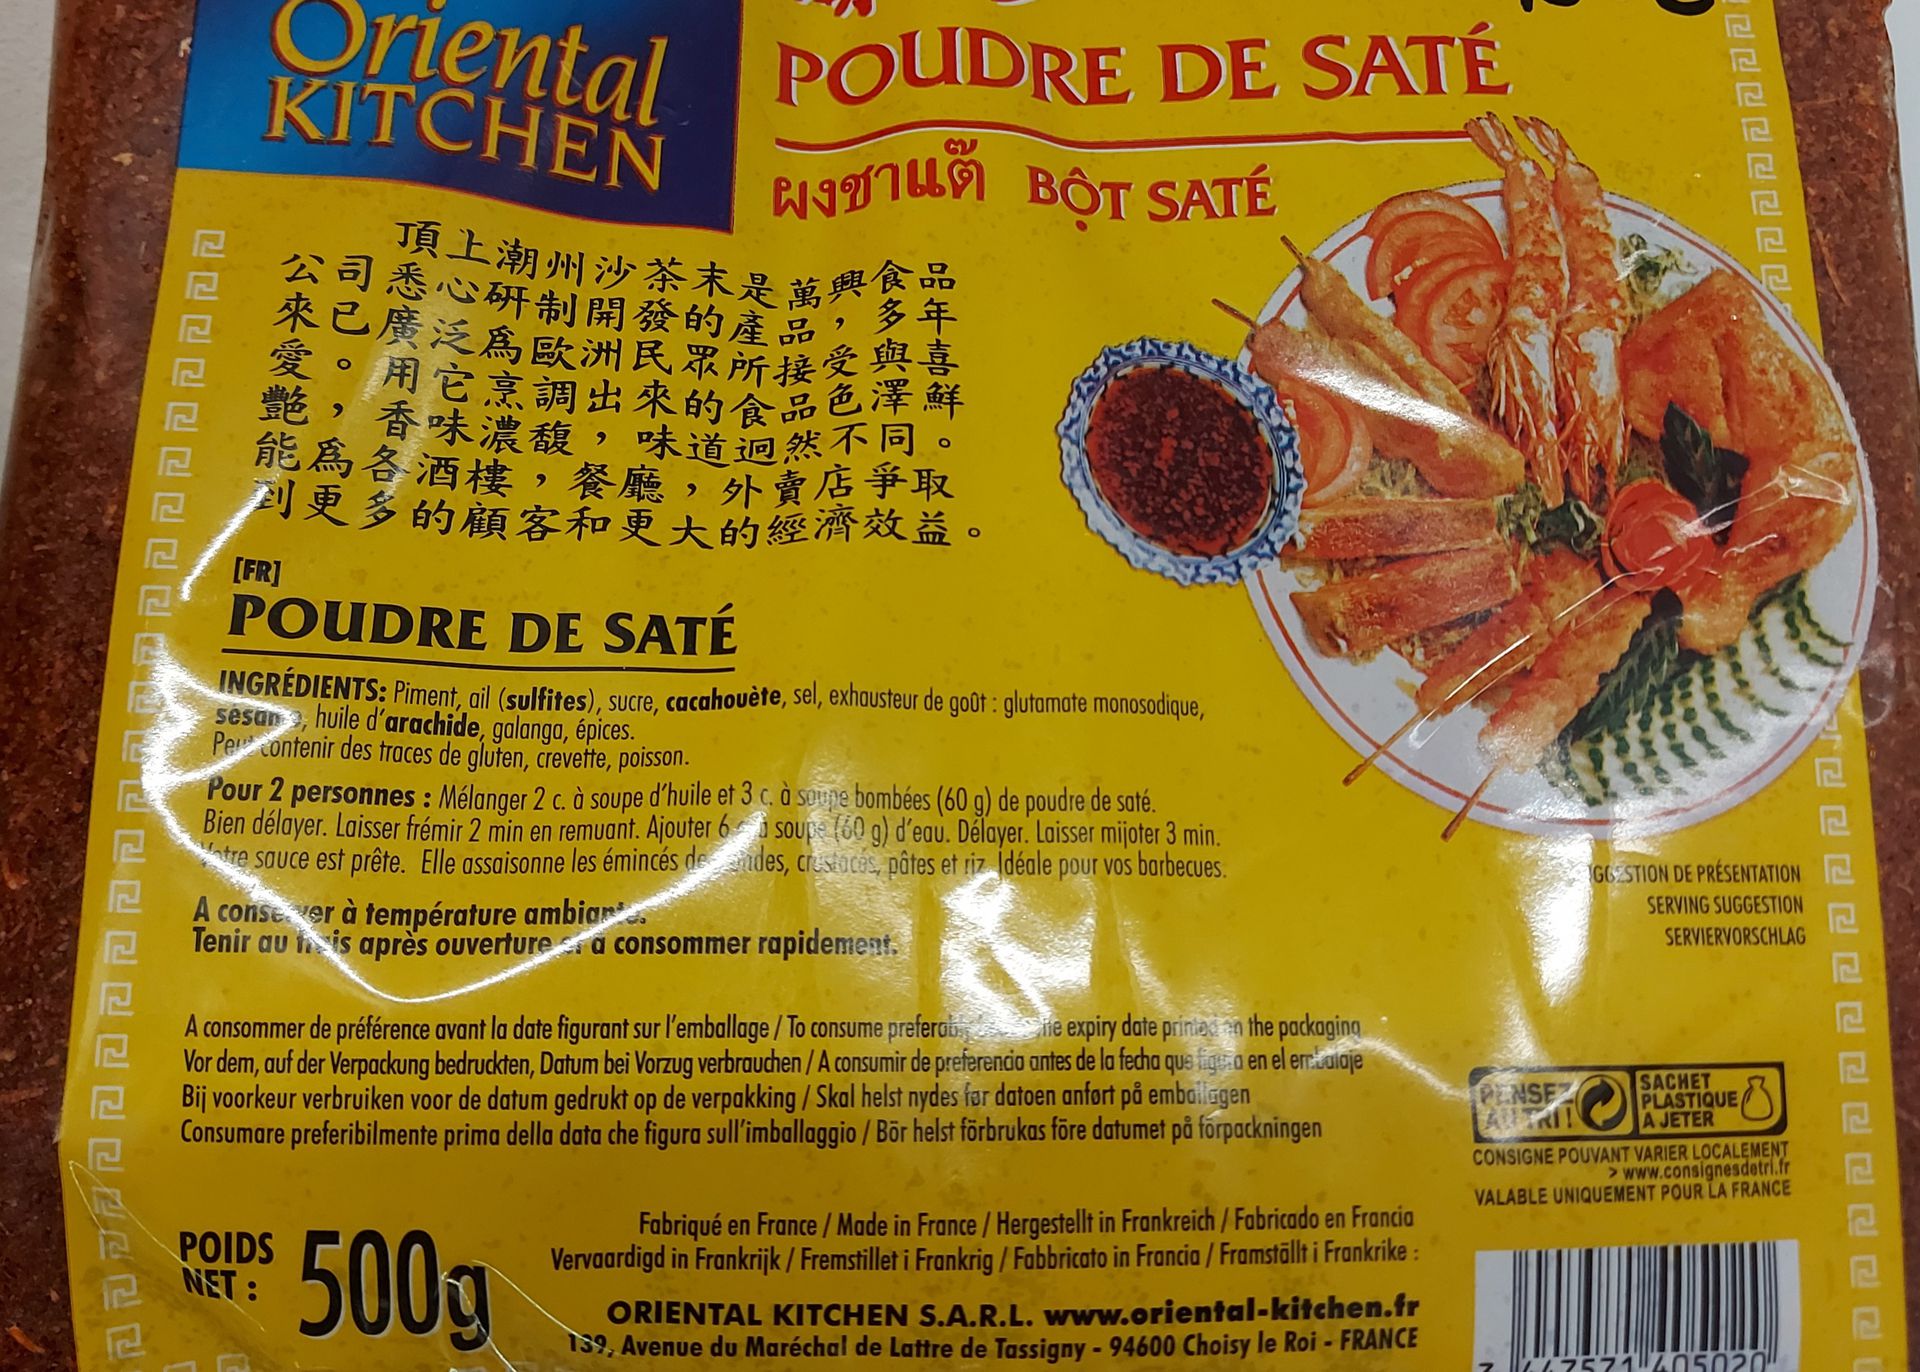 Oriental
KITCHEN
POUDRE DE SATÉ
ผงซาแต๊ BỘT SATÉ
頂上潮州沙茶末是萬興食品
公司悉心研制開發的產品，多年
來已廣泛為歐洲民眾所接受與喜
愛。用它烹調出來的食品色澤鮮
艷，香味濃馥，味道迥然不同。
能為各酒樓，餐廳，外賣店爭取
到更多的顧客和更大的經濟效益。
[FR]
POUDRE DE SATÉ
INGRÉDIENTS: Piment, ail (sulfites), sucre, cacahouète, sel, exhausteur de goût : glutamate monosodique,
huile d'arachide, galanga, épices.
Peut contenir des traces de gluten, crevette, poisson.
Pour 2 personnes : Mélanger 2 c. à soupe d'huile et 3 c. à soupe bombées (60 g) de poudre de saté.
Bien délayer. Laisser frémir 2 min en remuant. Ajouter 6 à soupe (60 g) d'eau. Délayer. Laisser mijoter 3 min.
Votre sauce est prête. Elle assaisonne les émincés de crustacés, pâtes et riz. Idéale pour vos barbecues.
A conserver à température ambiante.
Tenir au frais après ouverture et à consommer rapidement.
A consommer de préférence avant la date figurant sur l'emballage / To consume preferably expiry date printed on the packaging
Vor dem, auf der Verpackung bedruckten, Datum bei Vorzug verbrauchen / A consumir de preferencia antes de la fecha que figura en el embalaje
Bij voorkeur verbruiken voor de datum gedrukt op de verpakking / Skal helst nydes før datoen anført på emballagen
Consumare preferibilmente prima della data che figura sull'imballaggio / Bör helst förbrukas före datumet på förpackningen
SUGGESTION DE PRÉSENTATION
SERVING SUGGESTION
SERVIERVORSCHLAG
PENSEZ
AU TRI !
SACHET
PLASTIQUE
A JETER
CONSIGNE POUVANT VARIER LOCALEMENT
> www.consignesdetri.fr
VALABLE UNIQUEMENT POUR LA FRANCE
POIDS
NET :
500g
Fabriqué en France / Made in France / Hergestellt in Frankreich / Fabricado en Francia
Vervaardigd in Frankrijk / Fremstillet i Frankrig / Fabbricato in Francia / Framställt i Frankrike :
ORIENTAL KITCHEN S.A.R.L. www.oriental-kitchen.fr
139, Avenue du Maréchal de Lattre de Tassigny - 94600 Choisy le Roi - FRANCE